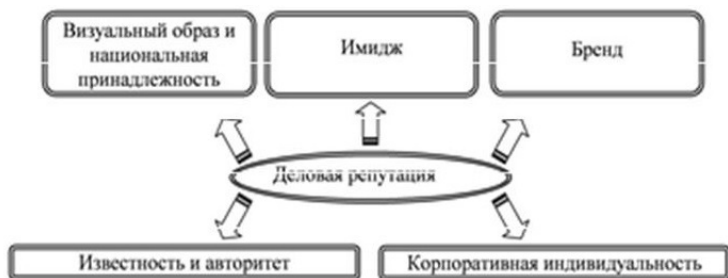 Визуальный образ и
национальная
принадлежность
Имидж
Бренд
Деловая репутация
Известность и авторитет
Корпоративная индивидуальность